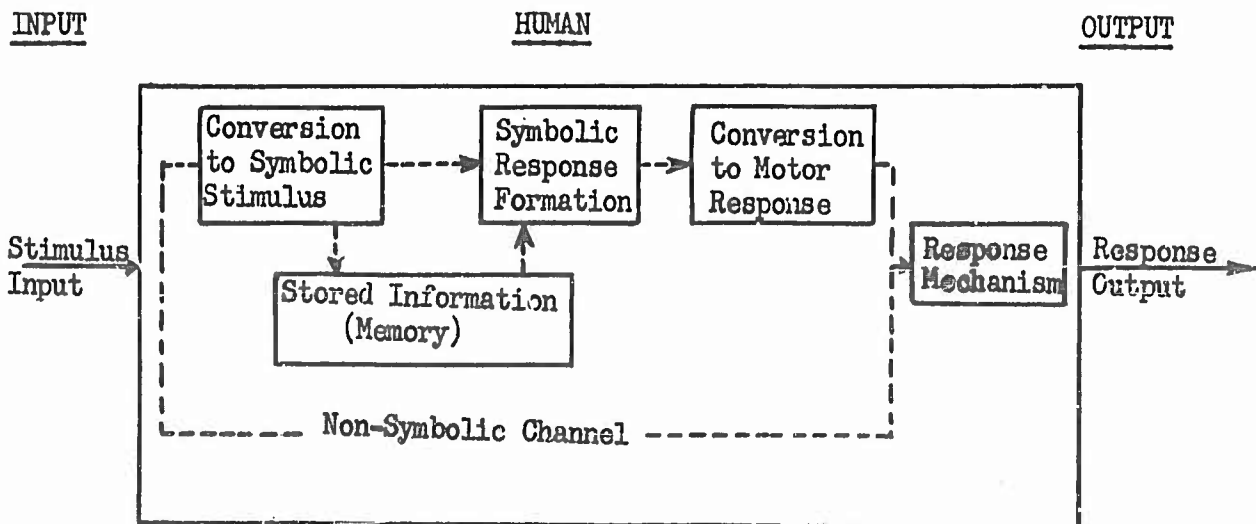 INPUT
HUMAN
OUTPUT
Conversion
to Symbolic
Stimulus
Symbolic
Response
Formation
Conversion
to Motor
Response
Stimulus
Input
Stored Information
(Memory)
Response
Mechanism
Response
Output
Non-Symbolic Channel